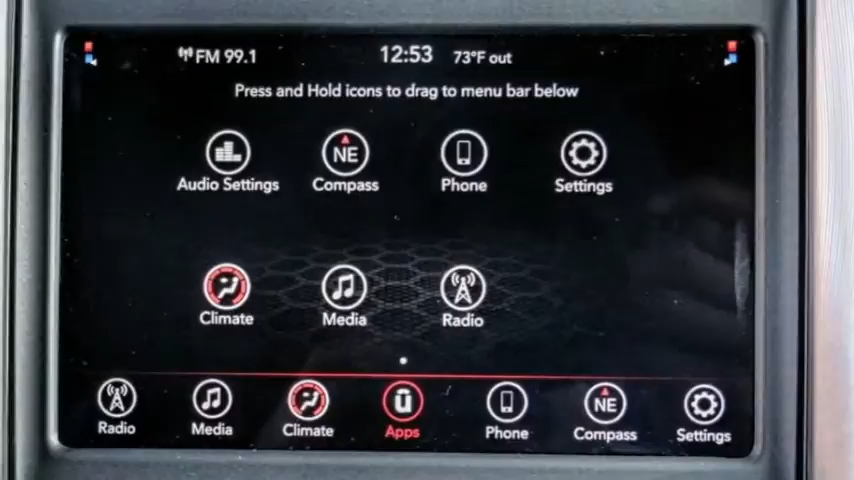 FM 99.1 12:53 73°F out
Press and Hold icons to drag to menu bar below
NE NE
Audio Settings Compass Phone Settings
Climate Media Radio
NE
Radio Media Climate Apps Phone Compass Settings